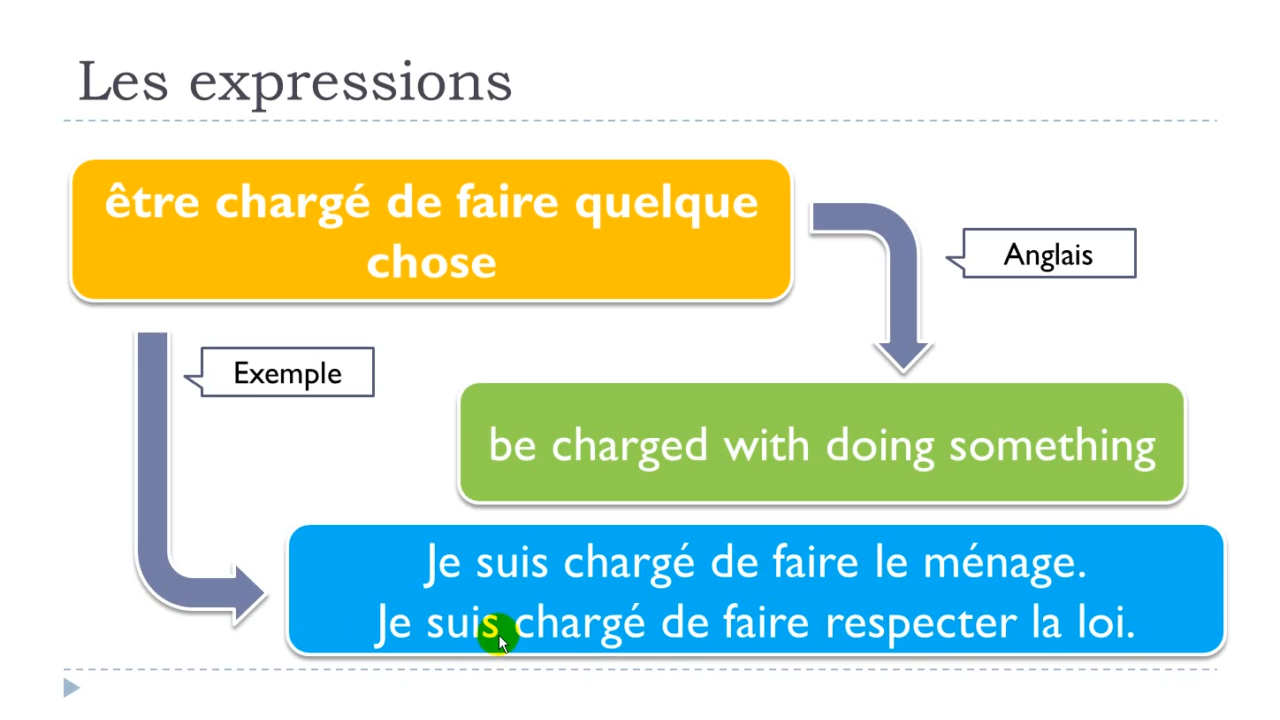 Les expressions
être chargé de faire quelque
chose
Anglais
Exemple
be charged with doing something
Je suis chargé de faire le ménage.
Je suis chargé de faire respecter la loi.